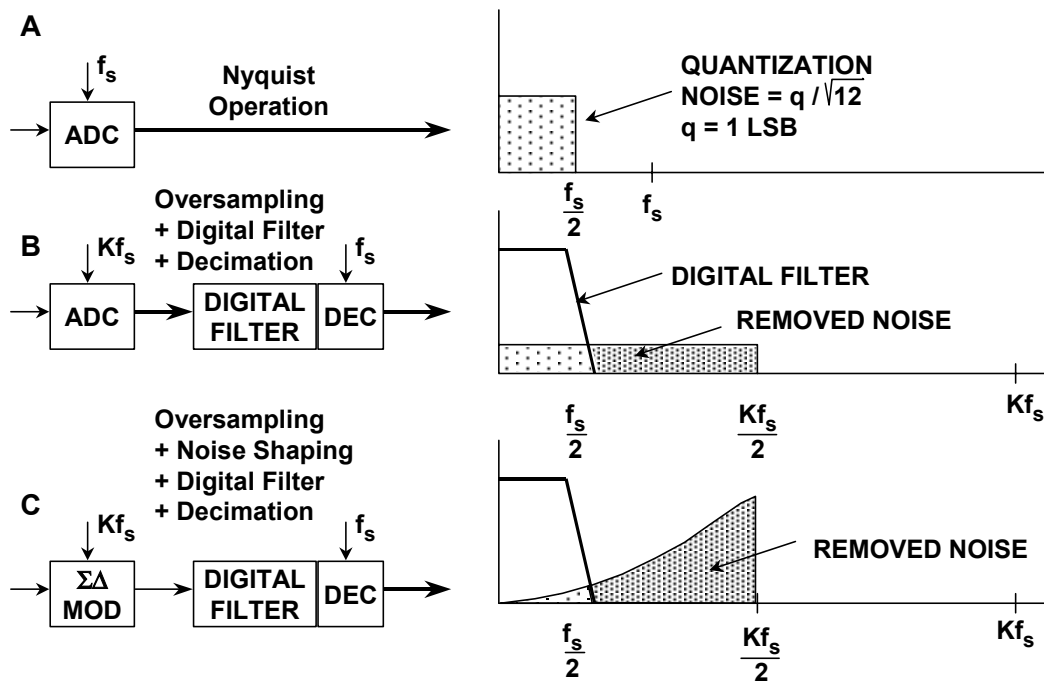 A
fs
Nyquist
Operation
ADC
QUANTIZATION
NOISE = q / √12
q = 1 LSB
fs
2
fs
B
Oversampling
+ Digital Filter
+ Decimation
Kfs
fs
ADC
DIGITAL
FILTER
DEC
DIGITAL FILTER
REMOVED NOISE
fs
2
Kfs
2
Kfs
C
Oversampling
+ Noise Shaping
+ Digital Filter
+ Decimation
Kfs
fs
ΣΔ
MOD
DIGITAL
FILTER
DEC
REMOVED NOISE
fs
2
Kfs
2
Kfs